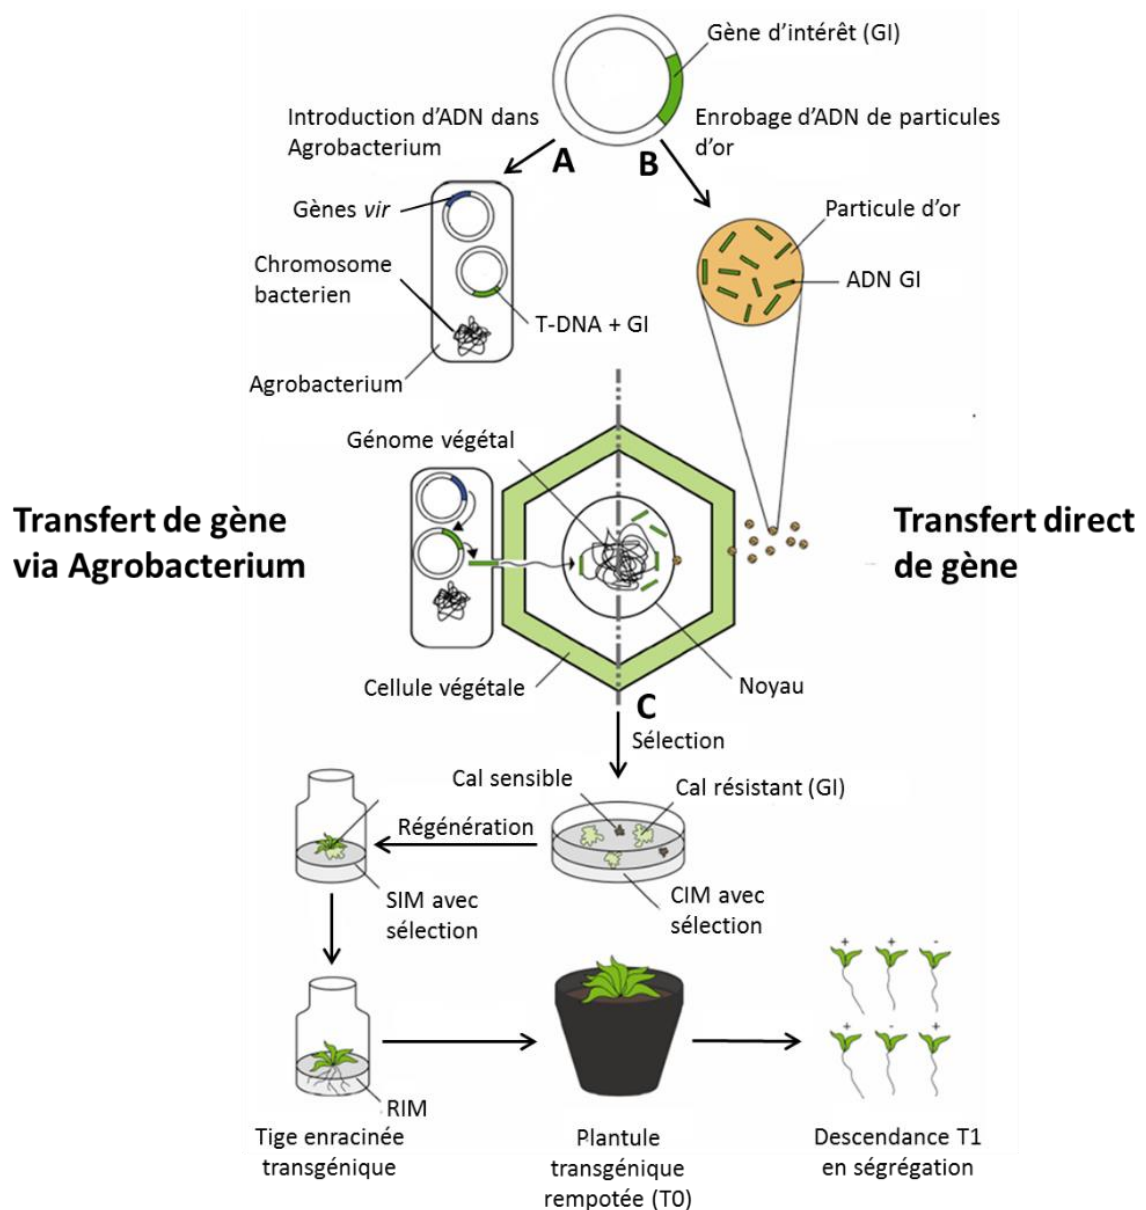 Gène d'intérêt (GI)
Introduction d'ADN dans
Agrobacterium
Enrobage d'ADN de particules
d'or
A
B
Gènes vir
Particule d'or
Chromosome
bacterien
ADN GI
T-DNA + GI
Agrobacterium
Génome végétal
Transfert de gène
via Agrobacterium
Transfert direct
de gène
Cellule végétale
Noyau
C
Sélection
Cal sensible
Cal résistant (GI)
Régénération
SIM avec
sélection
CIM avec
sélection
+ + -
+ - +
RIM
Tige enracinée
transgénique
Plantule
transgénique
rempotée (T0)
Descendance T1
en ségrégation